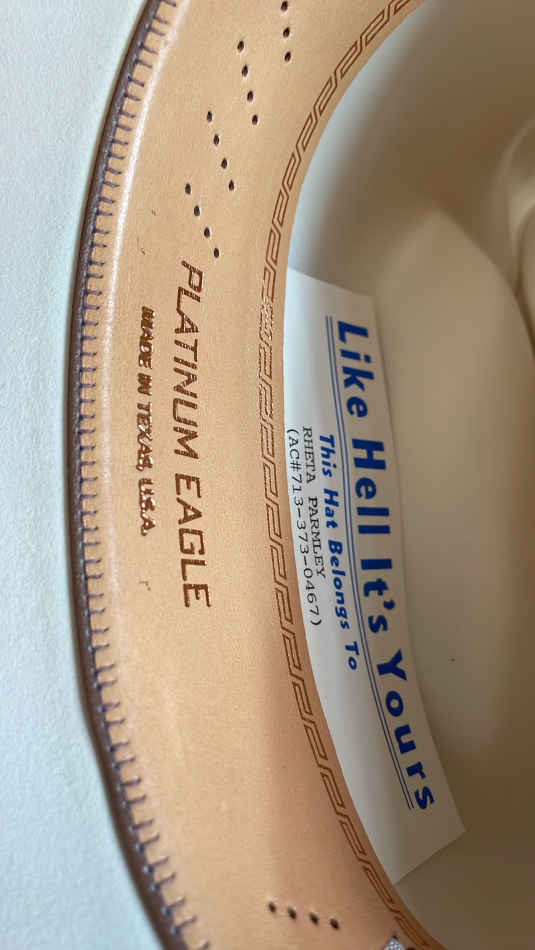 PLATINUM EAGLE
MADE IN TEXAS, U.S.A.
Like Hell It's Yours
This Hat Belongs To
RHETA PARMLEY
(AC#713-373-0467)